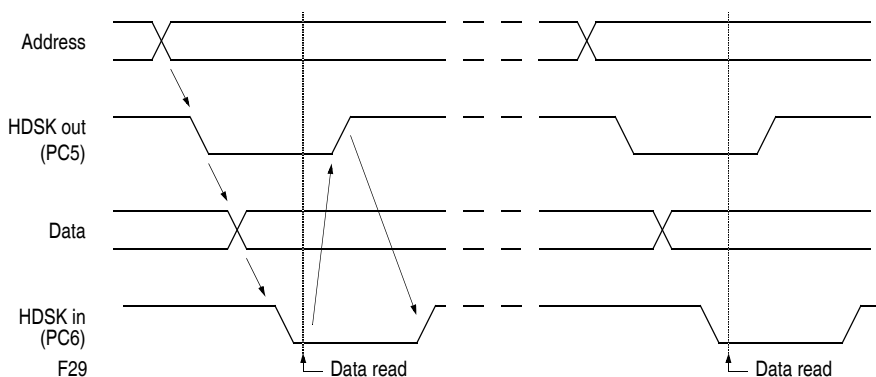 Address
HDSK out
(PC5)
Data
HDSK in
(PC6)
F29
Data read
Data read